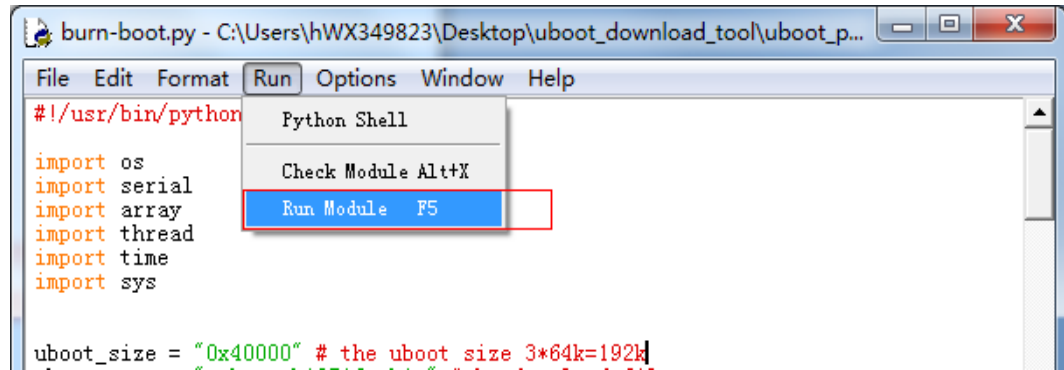 burn-boot.py - C:\Users\hWX349823\Desktop\uboot_download_tool\uboot_p...
File Edit Format Run Options Window Help
#!/usr/bin/python
Python Shell
Check Module Alt+X
Run Module F5
import os
import serial
import array
import thread
import time
import sys
uboot_size = "0x40000" # the uboot size 3*64k=192k